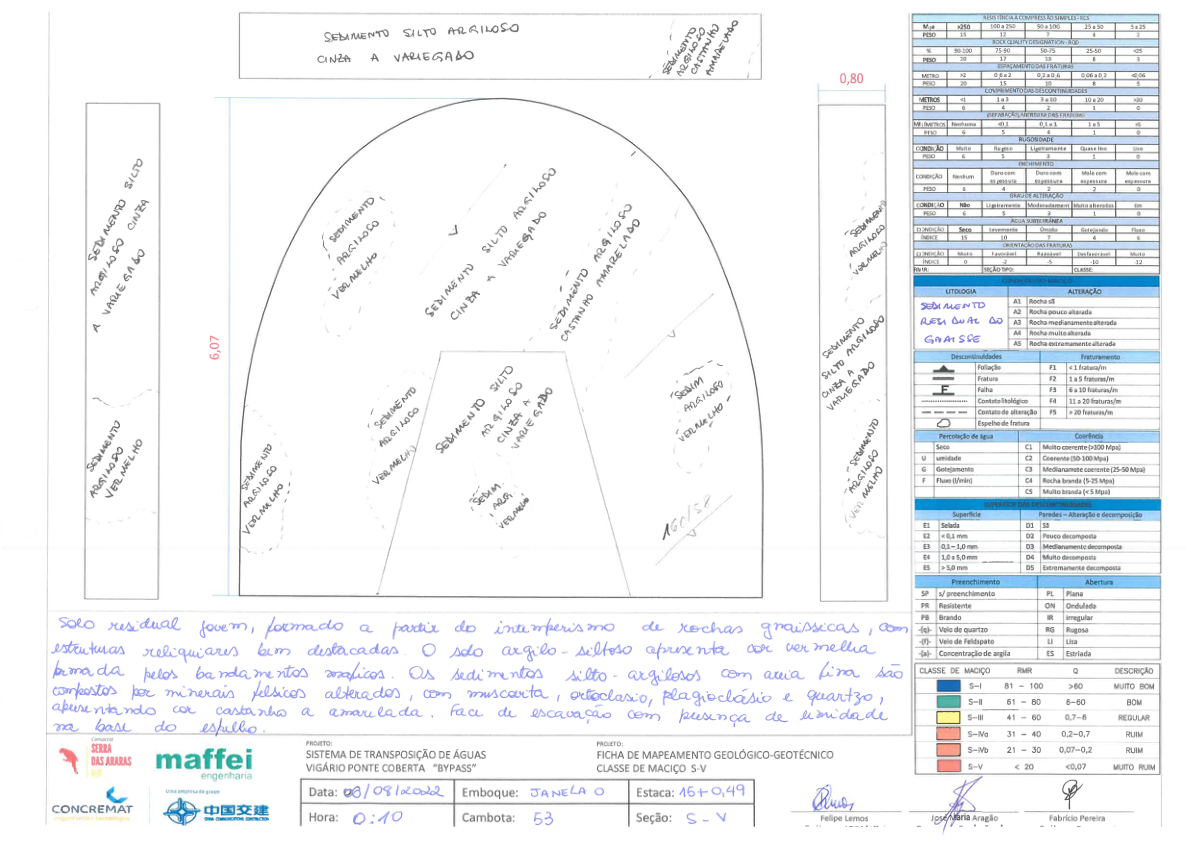 SEDIMENTO SILTO ARGILOSO
CINZA A VARIEGADO
SEDIMENTO
ARGILOSO
CASTANHO
AMARELADO
0,80
6,07
SEDIMENTO SILTO
ARGILOSO CINZA
A VARIEGADO
SEDIMENTO
ARGILOSO
VERMELHO
SEDIMENTO
ARGILOSO
VERMELHO
SEDIMENTO SILTO ARGILOSO
CINZA A VARIEGADO
SEDIMENTO ARGILOSO
CASTANHO AMARELADO
SEDIMENTO
ARGILOSO
VERMELHO
SEDIMENTO
ARGILOSO
VERMELHO
SEDIMENTO SILTO
ARGILOSO
CINZA A
VARIEGADO
SEDIM.
ARG.
VERMELHO
SEDIM
ARGILOSO
VERMELHO
160/58
SEDIMENTO
ARGILOSO
VERMELHO
SEDIMENTO
SILTO ARGILOSO
CINZA A
VARIEGADO
SEDIMENTO
ARGILOSO
VERMELHO
Solo residual jovem, formado a partir do intemperismo de rochas gnaissicas, com
estruturas reliquiares bem destacadas. O solo argilo-siltoso apresenta cor vermelha
formada pelos bandamentos maficos. Os sedimentos silto-argilosos com areia fina são
compostos por minerais felsicos alterados, com muscovita, ortoclasio, plagioclásio e quartzo,
apresentando cor castanha a amarelada. Face de escavação com presença de umidade
na base do espelho.
RESISTÊNCIA A COMPRESSÃO SIMPLES - RCS
Mpa >250 100 a 250 50 a 100 25 a 50 5 a 25
PESO 15 12 7 4 2
ROCK QUALITY DESIGNATION - RQD
% 90-100 75-90 50-75 25-50 <25
PESO 20 17 13 8 3
ESPAÇAMENTO DAS FRATURAS
METRO >2 0,6 a 2 0,2 a 0,6 0,06 a 0,2 <0,06
PESO 20 15 10 8 5
COMPRIMENTO DAS DESCONTINUIDADES
METROS <1 1 a 3 3 a 10 10 a 20 >20
PESO 6 4 2 1 0
SEPARAÇÃO/ABERTURA DAS FRATURAS
MILÍMETROS Nenhuma <0,1 0,1 a 1 1 a 5 >5
PESO 6 5 4 1 0
RUGOSIDADE
CONDIÇÃO Muito Rugoso Ligeiramente Quase liso Liso
PESO 6 5 3 1 0
ENCHIMENTO
CONDIÇÃO Nenhum Duro com espessura Duro com espessura Mole com espessura Mole com espessura
PESO 6 4 2 2 0
GRAU DE ALTERAÇÃO
CONDIÇÃO Não Ligeiramente Moderadament Muito alteradas Em
PESO 6 5 3 1 0
ÁGUA SUBTERRÂNEA
CONDIÇÃO Seco Levemente Úmido Gotejando Fluxo
ÍNDICE 15 10 7 4 0
ORIENTAÇÃO DAS FRATURAS
CONDIÇÃO Muito Favorável Razoável Desfavorável Muito
ÍNDICE 0 -2 -5 -10 -12
RMR: SEÇÃO TIPO: CLASSE:
LITOLOGIA ALTERAÇÃO
SEDIMENTO
RESIDUAL DO
GNAISSE
A1 Rocha sã
A2 Rocha pouco alterada
A3 Rocha medianamente alterada
A4 Rocha muito alterada
A5 Rocha extremamente alterada
Descontinuidades Fraturamento
Foliação F1 < 1 fratura/m
Fratura F2 1 a 5 fraturas/m
F Falha F3 6 a 10 fraturas/m
Contato litológico F4 11 a 20 fraturas/m
Contato de alteração F5 > 20 fraturas/m
Espelho de fratura
Percolação de água Coerência
Seco C1 Muito coerente (>100 Mpa)
U umidade C2 Coerente (50-100 Mpa)
G Gotejamento C3 Medianamete coerente (25-50 Mpa)
F Fluxo (l/min) C4 Rocha branda (5-25 Mpa)
C5 Muito branda (< 5 Mpa)
Superfície Paredes – Alteração e decomposição
E1 Selada D1 Sã
E2 < 0,1 mm D2 Pouco decomposta
E3 0,1 – 1,0 mm D3 Medianamente decomposta
E4 1,0 a 5,0 mm D4 Muito decomposta
E5 > 5,0 mm D5 Extremamente decomposta
Preenchimento Abertura
SP s/ preenchimento PL Plana
PR Resistente ON Ondulada
PB Brando IR irregular
-(q)- Veio de quartzo RG Rugosa
-(f)- Veio de Feldspato LI Lisa
-(a)- Concentração de argila ES Estriada
CLASSE DE MACIÇO RMR Q DESCRIÇÃO
S-I 81 – 100 >60 MUITO BOM
S-II 61 – 80 6-60 BOM
S-III 41 – 60 0,7-6 REGULAR
S-IVa 31 – 40 0,2-0,7 RUIM
S-IVb 21 – 30 0,07-0,2 RUIM
S-V < 20 <0,07 MUITO RUIM
Consórcio
SERRA
DAS ARARAS
maffei
engenharia
CONCREMAT
engenharia e tecnologia
Uma empresa do grupo
中国交建
CHINA COMMUNICATIONS CONSTRUCTION
PROJETO:
SISTEMA DE TRANSPOSIÇÃO DE ÁGUAS
VIGÁRIO PONTE COBERTA "BYPASS"
PROJETO:
FICHA DE MAPEAMENTO GEOLÓGICO-GEOTÉCNICO
CLASSE DE MACIÇO S-V
Data: 08/08/2022 Emboque: JANELA O Estaca: 15+0,49
Hora: 0:10 Cambota: 53 Seção: S-V
Felipe Lemos José Maria Aragão Fabrício Pereira